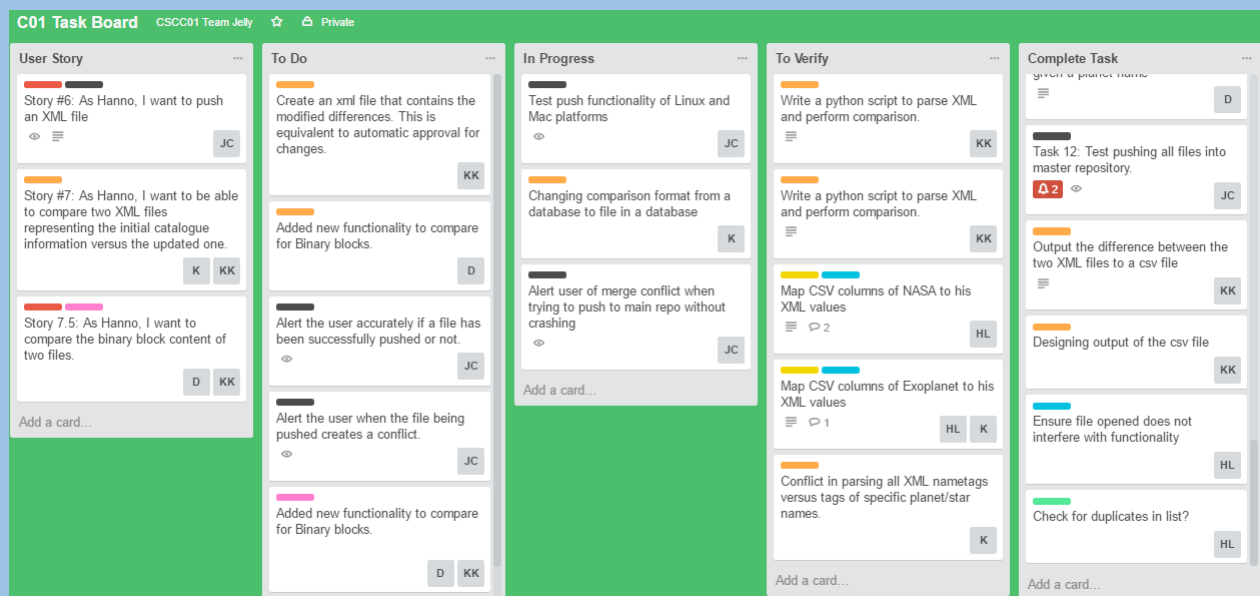 C01 Task Board CSCC01 Team Jelly Private
User Story
Story #6: As Hanno, I want to push
an XML file
JC
Story #7: As Hanno, I want to be able
to compare two XML files
representing the initial catalogue
information versus the updated one.
K KK
Story 7.5: As Hanno, I want to
compare the binary block content of
two files.
D KK
Add a card...
To Do
Create an xml file that contains the
modified differences. This is
equivalent to automatic approval for
changes.
KK
Added new functionality to compare
for Binary blocks.
D
Alert the user accurately if a file has
been successfully pushed or not.
JC
Alert the user when the file being
pushed creates a conflict.
JC
Added new functionality to compare
for Binary blocks.
D KK
In Progress
Test push functionality of Linux and
Mac platforms
JC
Changing comparison format from a
database to file in a database
K
Alert user of merge conflict when
trying to push to main repo without
crashing
JC
Add a card...
To Verify
Write a python script to parse XML
and perform comparison.
KK
Write a python script to parse XML
and perform comparison.
KK
Map CSV columns of NASA to his
XML values
2
HL
Map CSV columns of Exoplanet to his
XML values
1
HL K
Conflict in parsing all XML nametags
versus tags of specific planet/star
names.
K
Add a card...
Complete Task
given a planet name
D
Task 12: Test pushing all files into
master repository.
2
JC
Output the difference between the
two XML files to a csv file
KK
Designing output of the csv file
KK
Ensure file opened does not
interfere with functionality
HL
Check for duplicates in list?
HL
Add a card...